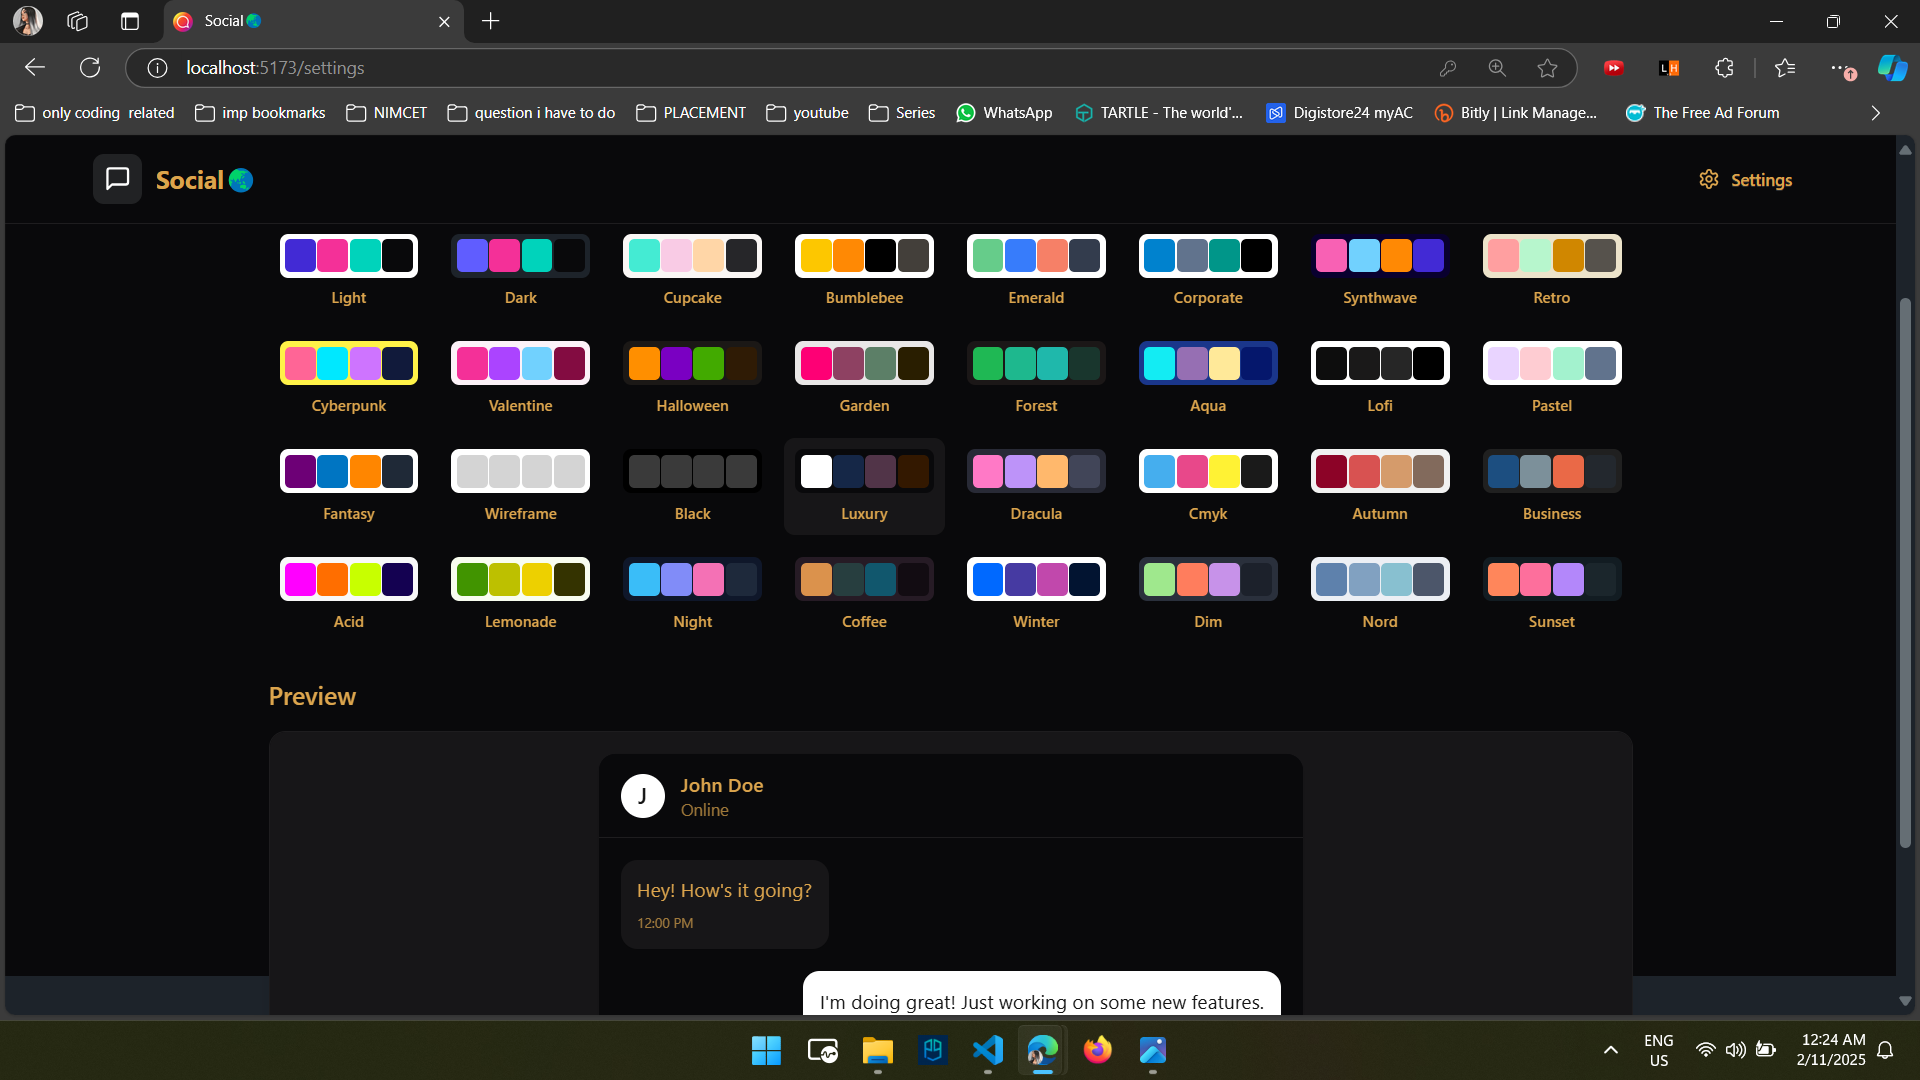 Social
localhost:5173/settings
only coding related
imp bookmarks
NIMCET
question i have to do
PLACEMENT
youtube
Series
WhatsApp
TARTLE - The world'...
Digistore24 myAC
Bitly | Link Manage...
The Free Ad Forum
Social
Settings
Light
Dark
Cupcake
Bumblebee
Emerald
Corporate
Synthwave
Retro
Cyberpunk
Valentine
Halloween
Garden
Forest
Aqua
Lofi
Pastel
Fantasy
Wireframe
Black
Luxury
Dracula
Cmyk
Autumn
Business
Acid
Lemonade
Night
Coffee
Winter
Dim
Nord
Sunset
Preview
J
John Doe
Online
Hey! How's it going?
12:00 PM
I'm doing great! Just working on some new features.
ENG
US
12:24 AM
2/11/2025